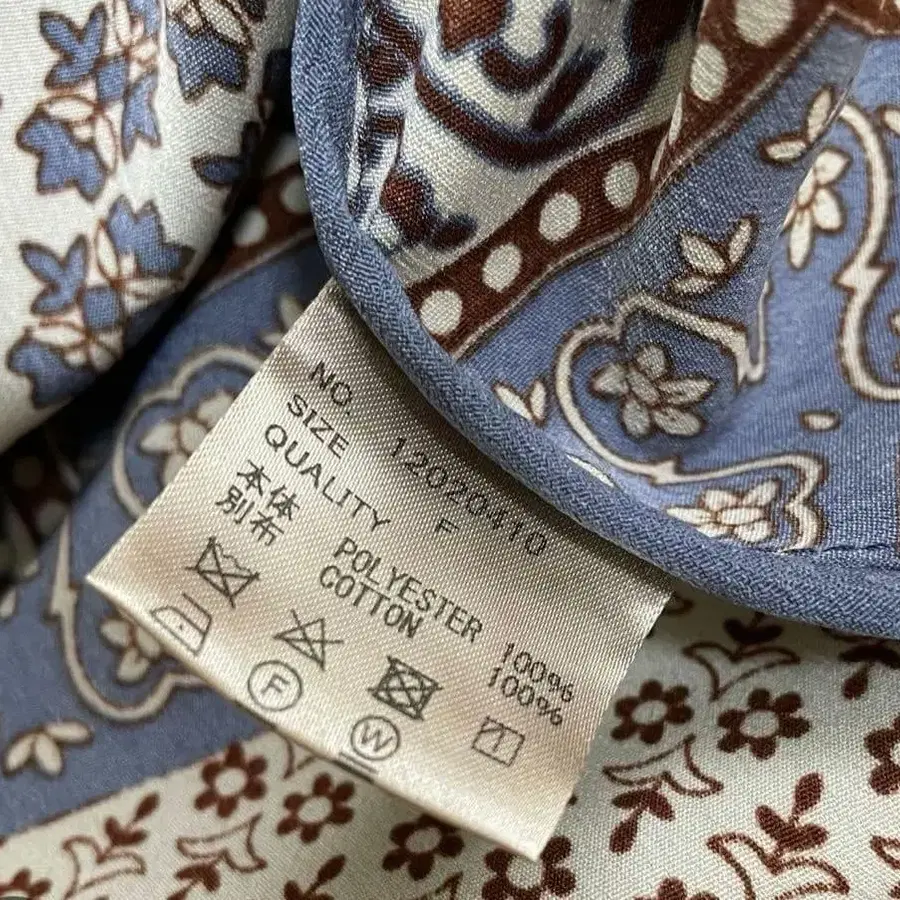 NO. 12020410
SIZE F
QUALITY
本体 POLYESTER 100%
別布 COTTON 100%
F
W